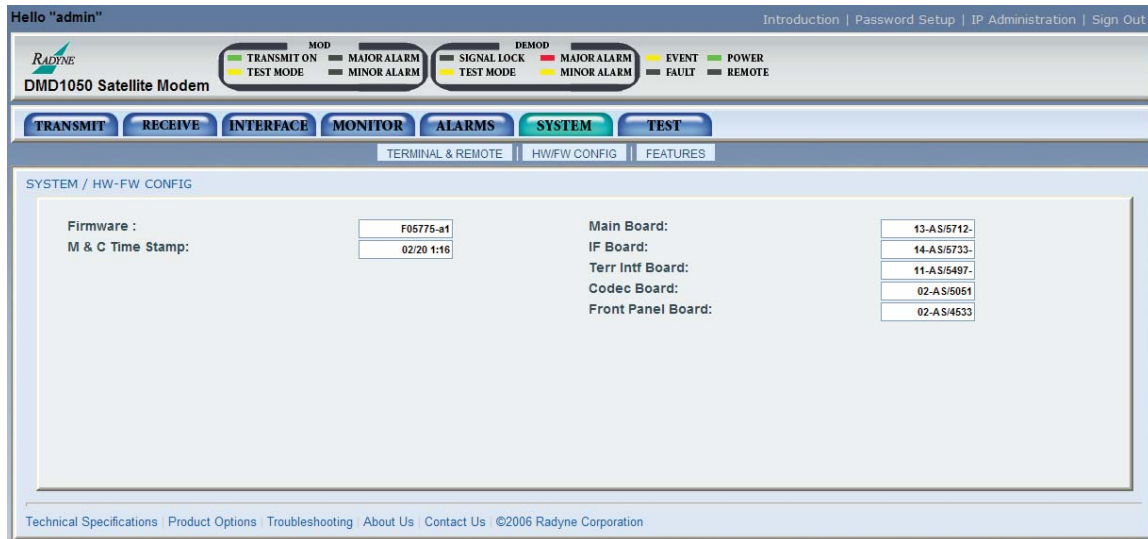 Hello "admin"
Introduction | Password Setup | IP Administration | Sign Out
RADYNE
DMD1050 Satellite Modem
MOD
TRANSMIT ON MAJOR ALARM
TEST MODE MINOR ALARM
DEMOD
SIGNAL LOCK MAJOR ALARM
TEST MODE MINOR ALARM
EVENT POWER
FAULT REMOTE
TRANSMIT RECEIVE INTERFACE MONITOR ALARMS SYSTEM TEST
TERMINAL & REMOTE | HW/FW CONFIG | FEATURES
SYSTEM / HW-FW CONFIG
Firmware : F05775-a1
M & C Time Stamp: 02/20 1:16
Main Board: 13-AS/5712-
IF Board: 14-AS/5733-
Terr Intf Board: 11-AS/5497-
Codec Board: 02-AS/5051
Front Panel Board: 02-AS/4533
Technical Specifications | Product Options | Troubleshooting | About Us | Contact Us | ©2006 Radyne Corporation